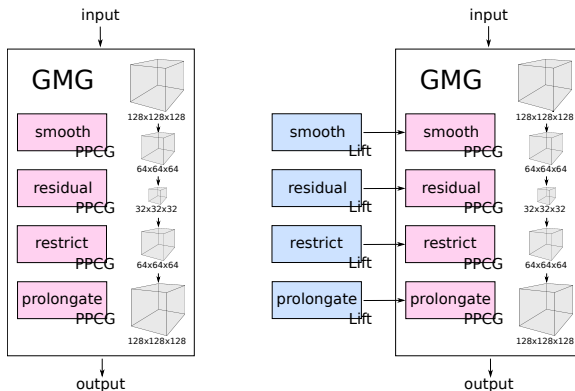 input
GMG
128x128x128
smooth
PPCG
64x64x64
residual
PPCG
32x32x32
restrict
PPCG
64x64x64
prolongate
PPCG
128x128x128
output
input
GMG
128x128x128
smooth
Lift
smooth
PPCG
64x64x64
residual
Lift
residual
PPCG
32x32x32
restrict
Lift
restrict
PPCG
64x64x64
prolongate
Lift
prolongate
PPCG
128x128x128
output